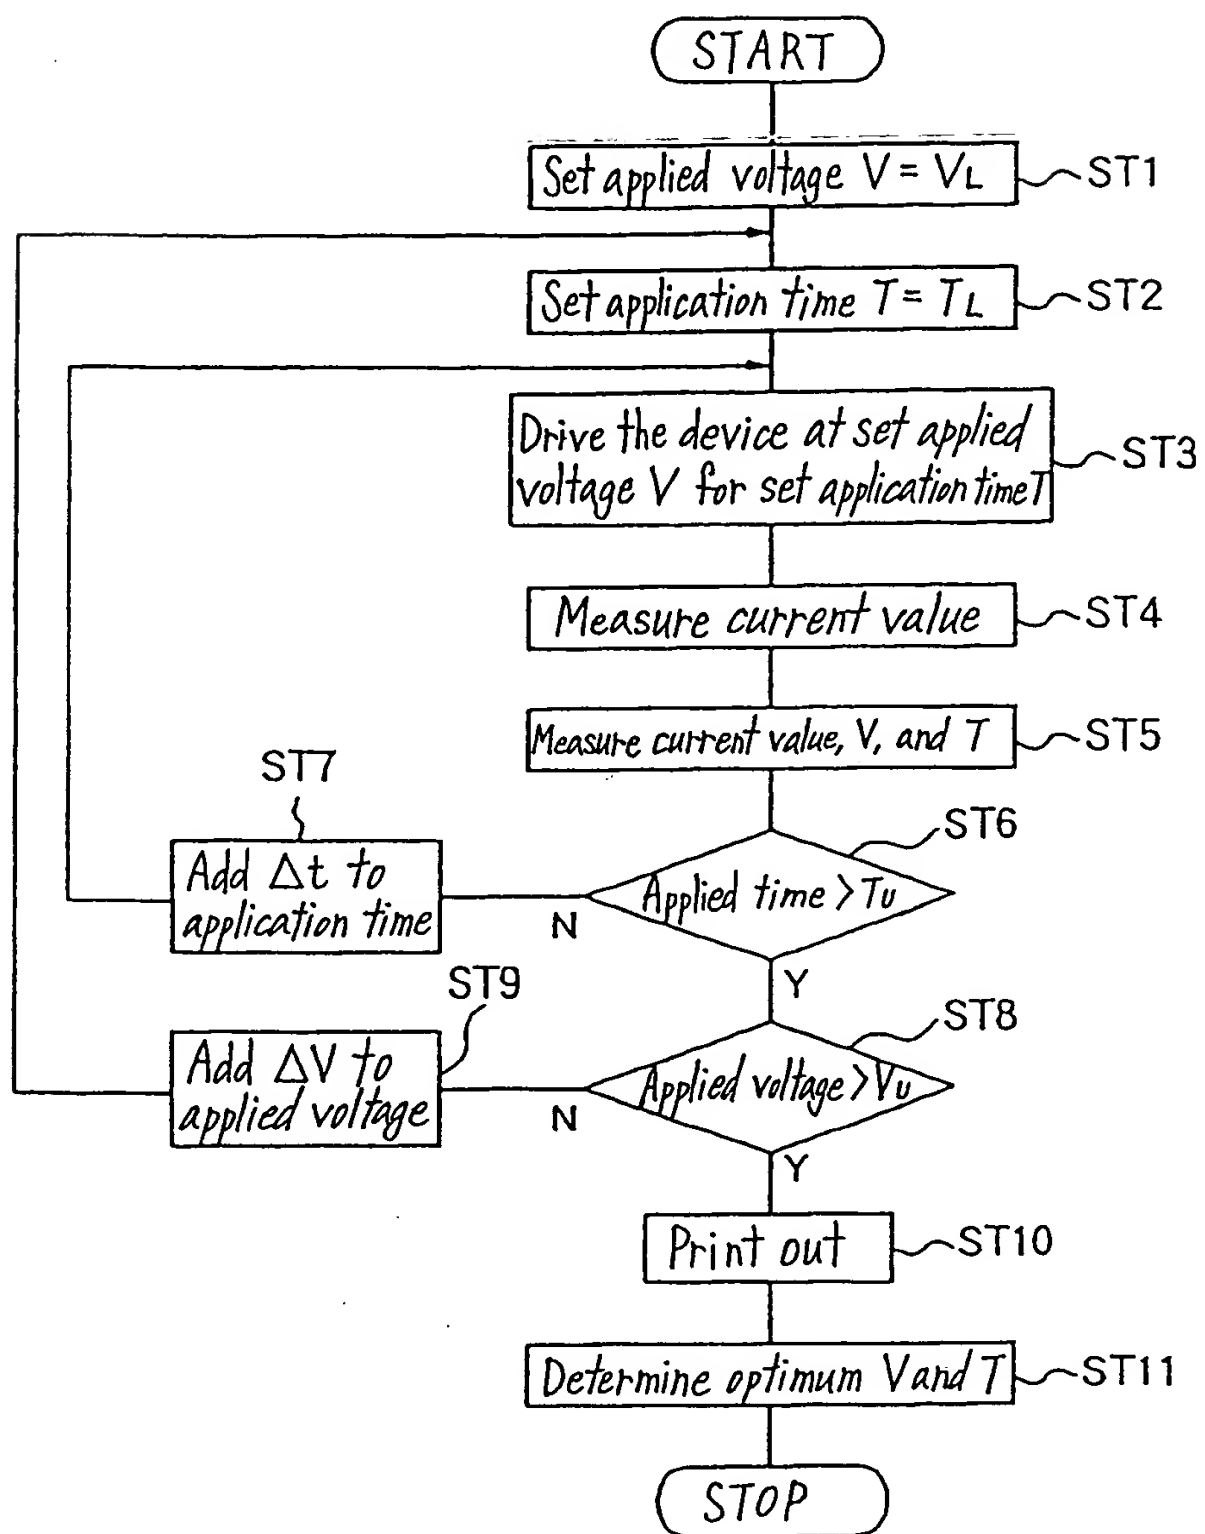 START
Set applied voltage V = VL
ST1
Set application time T = TL
ST2
Drive the device at set applied
voltage V for set application time T
ST3
Measure current value
ST4
Measure current value, V, and T
ST5
ST6
Applied time > TU
N
Y
ST7
Add Δt to
application time
ST8
Applied voltage > VU
N
Y
ST9
Add ΔV to
applied voltage
Print out
ST10
Determine optimum V and T
ST11
STOP